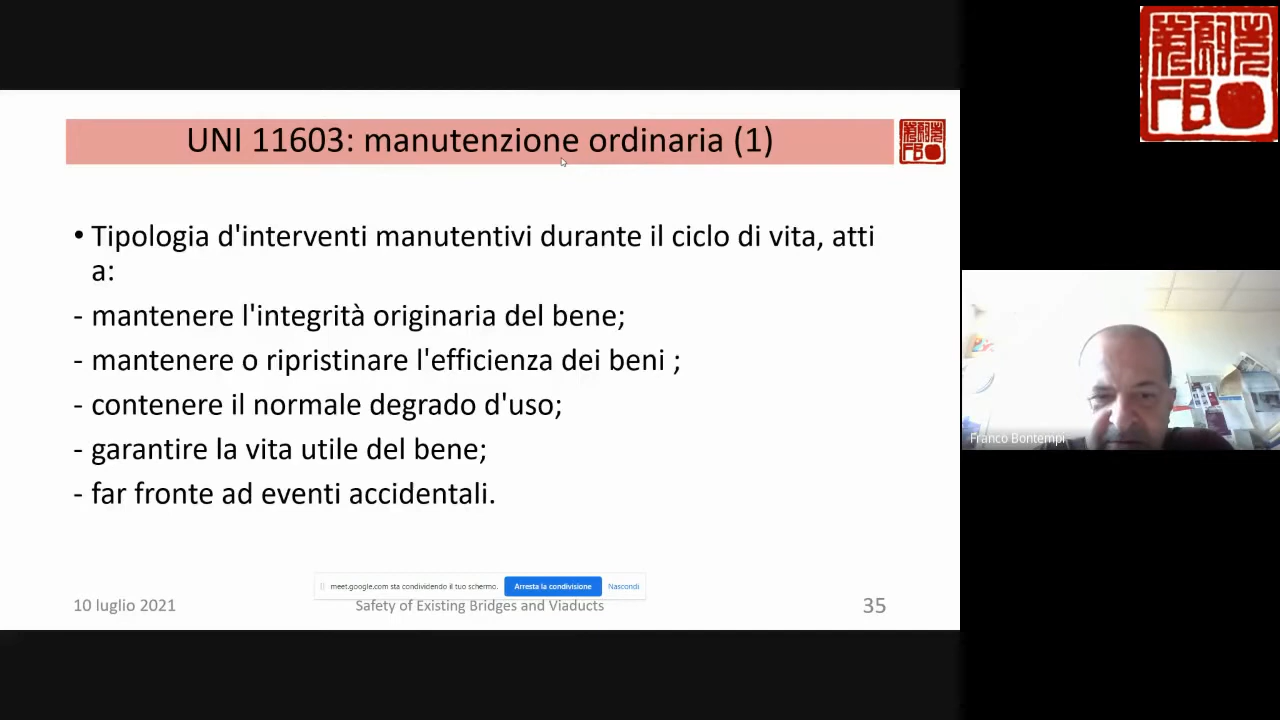 UNI 11603: manutenzione ordinaria (1)
• Tipologia d'interventi manutentivi durante il ciclo di vita, atti
a:
- mantenere l'integrità originaria del bene;
- mantenere o ripristinare l'efficienza dei beni ;
- contenere il normale degrado d'uso;
- garantire la vita utile del bene;
- far fronte ad eventi accidentali.
meet.google.com sta condividendo il tuo schermo. Arresta la condivisione Nascondi
10 luglio 2021 Safety of Existing Bridges and Viaducts 35
Franco Bontempi
FB